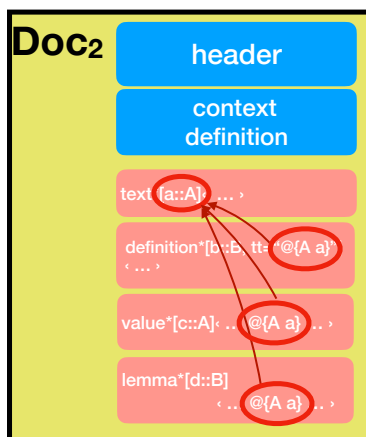 Doc2
header
context
definition
text*[a::A]‹ ... ›
definition*[b::B, tt="@{A a}"]
‹ ... ›
value*[c::A]‹ ... @{A a} ... ›
lemma*[d::B]
‹ ... @{A a} ... ›